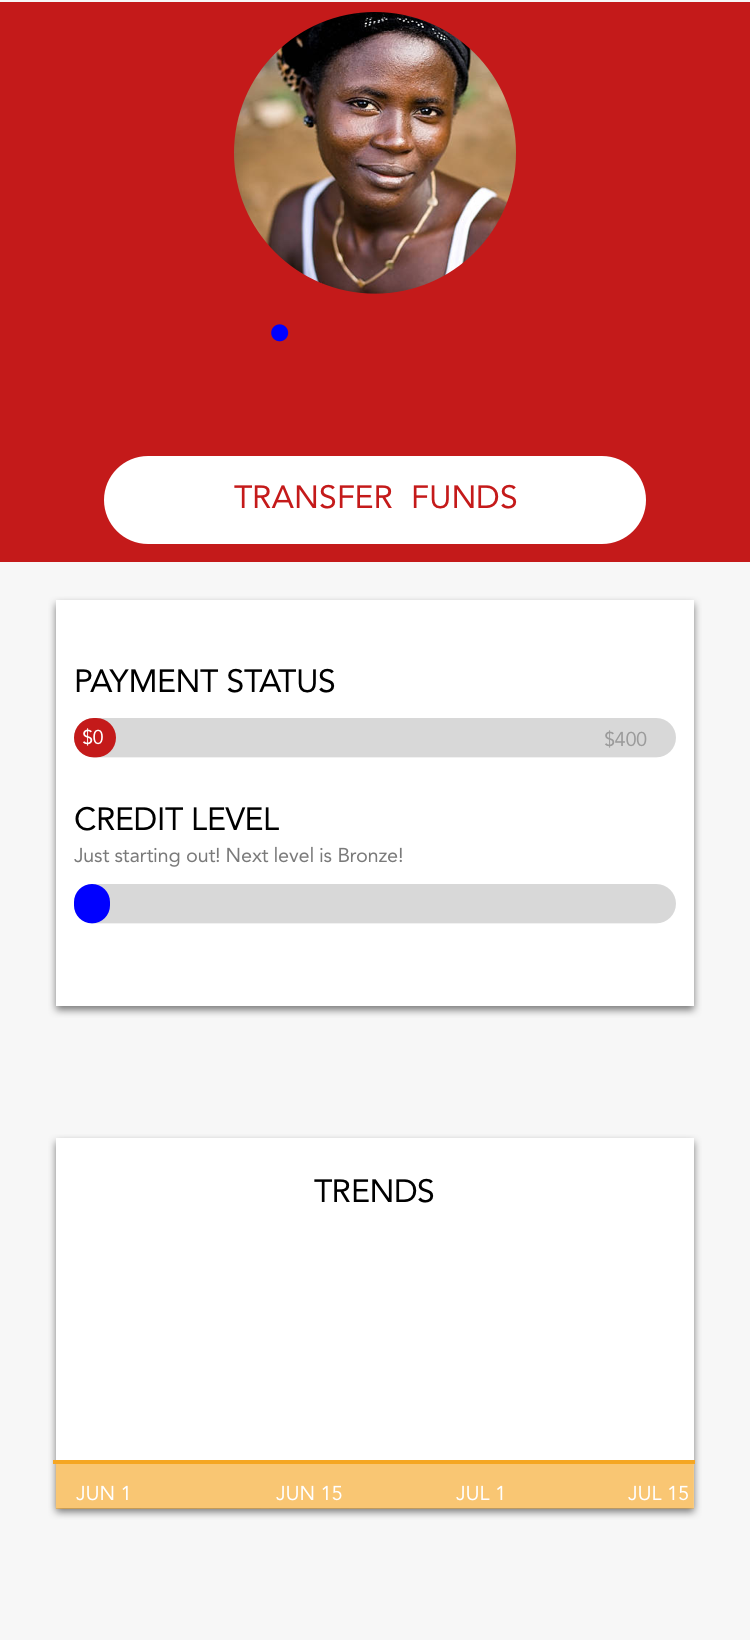 TRANSFER FUNDS
PAYMENT STATUS
$0 $400
CREDIT LEVEL
Just starting out! Next level is Bronze!
TRENDS
JUN 1 JUN 15 JUL 1 JUL 15